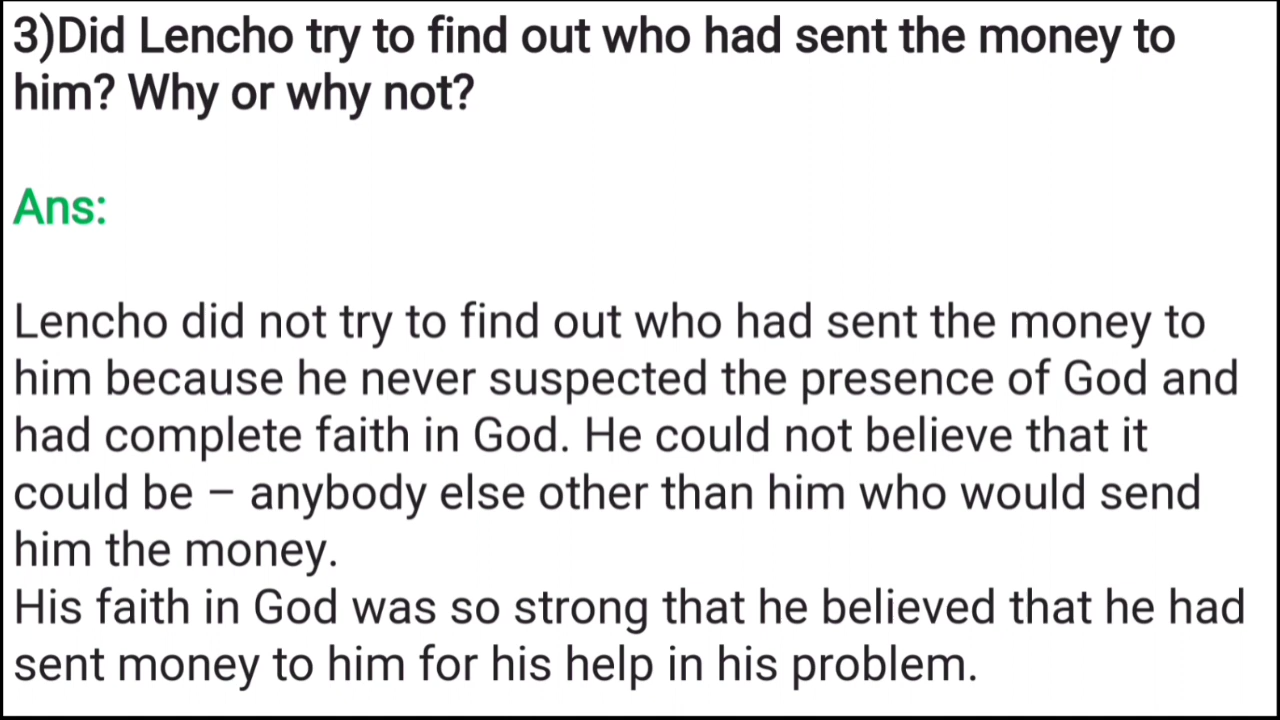 3)Did Lencho try to find out who had sent the money to
him? Why or why not?
Ans:
Lencho did not try to find out who had sent the money to
him because he never suspected the presence of God and
had complete faith in God. He could not believe that it
could be – anybody else other than him who would send
him the money.
His faith in God was so strong that he believed that he had
sent money to him for his help in his problem.